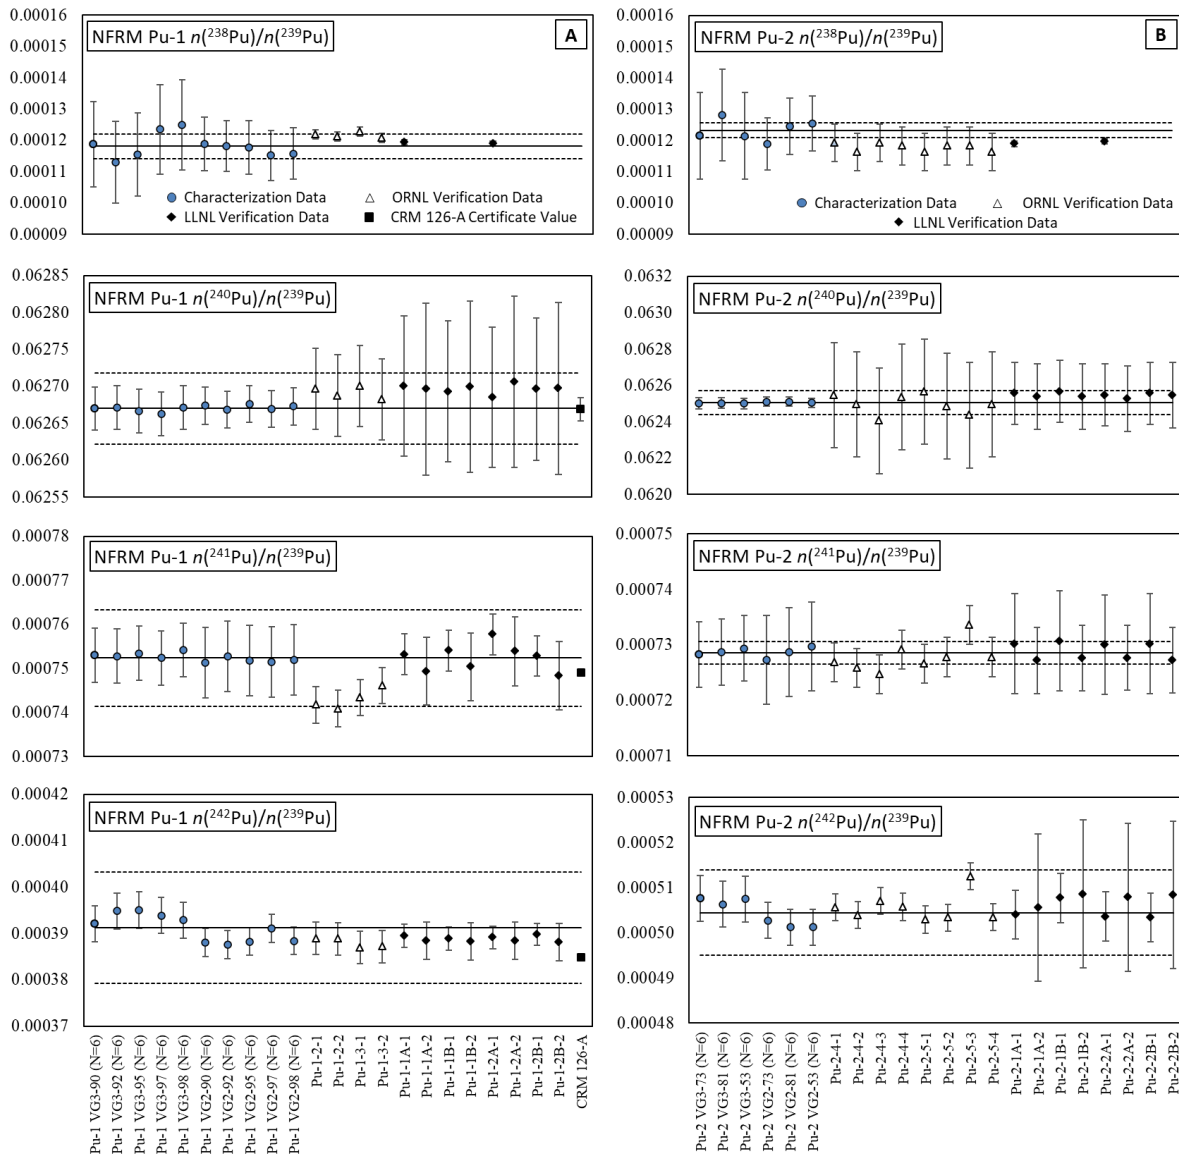 NFRM Pu-1 n(²³⁸Pu)/n(²³⁹Pu)
A
0.00016
0.00015
0.00014
0.00013
0.00012
0.00011
0.00010
0.00009
Characterization Data
ORNL Verification Data
LLNL Verification Data
CRM 126-A Certificate Value
NFRM Pu-2 n(²³⁸Pu)/n(²³⁹Pu)
B
0.00016
0.00015
0.00014
0.00013
0.00012
0.00011
0.00010
0.00009
Characterization Data
ORNL Verification Data
LLNL Verification Data
NFRM Pu-1 n(²⁴⁰Pu)/n(²³⁹Pu)
0.06285
0.06280
0.06275
0.06270
0.06265
0.06260
0.06255
NFRM Pu-2 n(²⁴⁰Pu)/n(²³⁹Pu)
0.0632
0.0630
0.0628
0.0626
0.0624
0.0622
0.0620
NFRM Pu-1 n(²⁴¹Pu)/n(²³⁹Pu)
0.00078
0.00077
0.00076
0.00075
0.00074
0.00073
NFRM Pu-2 n(²⁴¹Pu)/n(²³⁹Pu)
0.00075
0.00074
0.00073
0.00072
0.00071
NFRM Pu-1 n(²⁴²Pu)/n(²³⁹Pu)
0.00042
0.00041
0.00040
0.00039
0.00038
0.00037
NFRM Pu-2 n(²⁴²Pu)/n(²³⁹Pu)
0.00053
0.00052
0.00051
0.00050
0.00049
0.00048
Pu-1 VG3-90 (N=6)
Pu-1 VG3-92 (N=6)
Pu-1 VG3-95 (N=6)
Pu-1 VG3-97 (N=6)
Pu-1 VG3-98 (N=6)
Pu-1 VG2-90 (N=6)
Pu-1 VG2-92 (N=6)
Pu-1 VG2-95 (N=6)
Pu-1 VG2-97 (N=6)
Pu-1 VG2-98 (N=6)
Pu-1-2-1
Pu-1-2-2
Pu-1-3-1
Pu-1-3-2
Pu-1-1A-1
Pu-1-1A-2
Pu-1-1B-1
Pu-1-1B-2
Pu-1-2A-1
Pu-1-2A-2
Pu-1-2B-1
Pu-1-2B-2
CRM 126-A
Pu-2 VG3-73 (N=6)
Pu-2 VG3-81 (N=6)
Pu-2 VG3-53 (N=6)
Pu-2 VG2-73 (N=6)
Pu-2 VG2-81 (N=6)
Pu-2 VG2-53 (N=6)
Pu-2-4-1
Pu-2-4-2
Pu-2-4-3
Pu-2-4-4
Pu-2-5-1
Pu-2-5-2
Pu-2-5-3
Pu-2-5-4
Pu-2-1A-1
Pu-2-1A-2
Pu-2-1B-1
Pu-2-1B-2
Pu-2-2A-1
Pu-2-2A-2
Pu-2-2B-1
Pu-2-2B-2